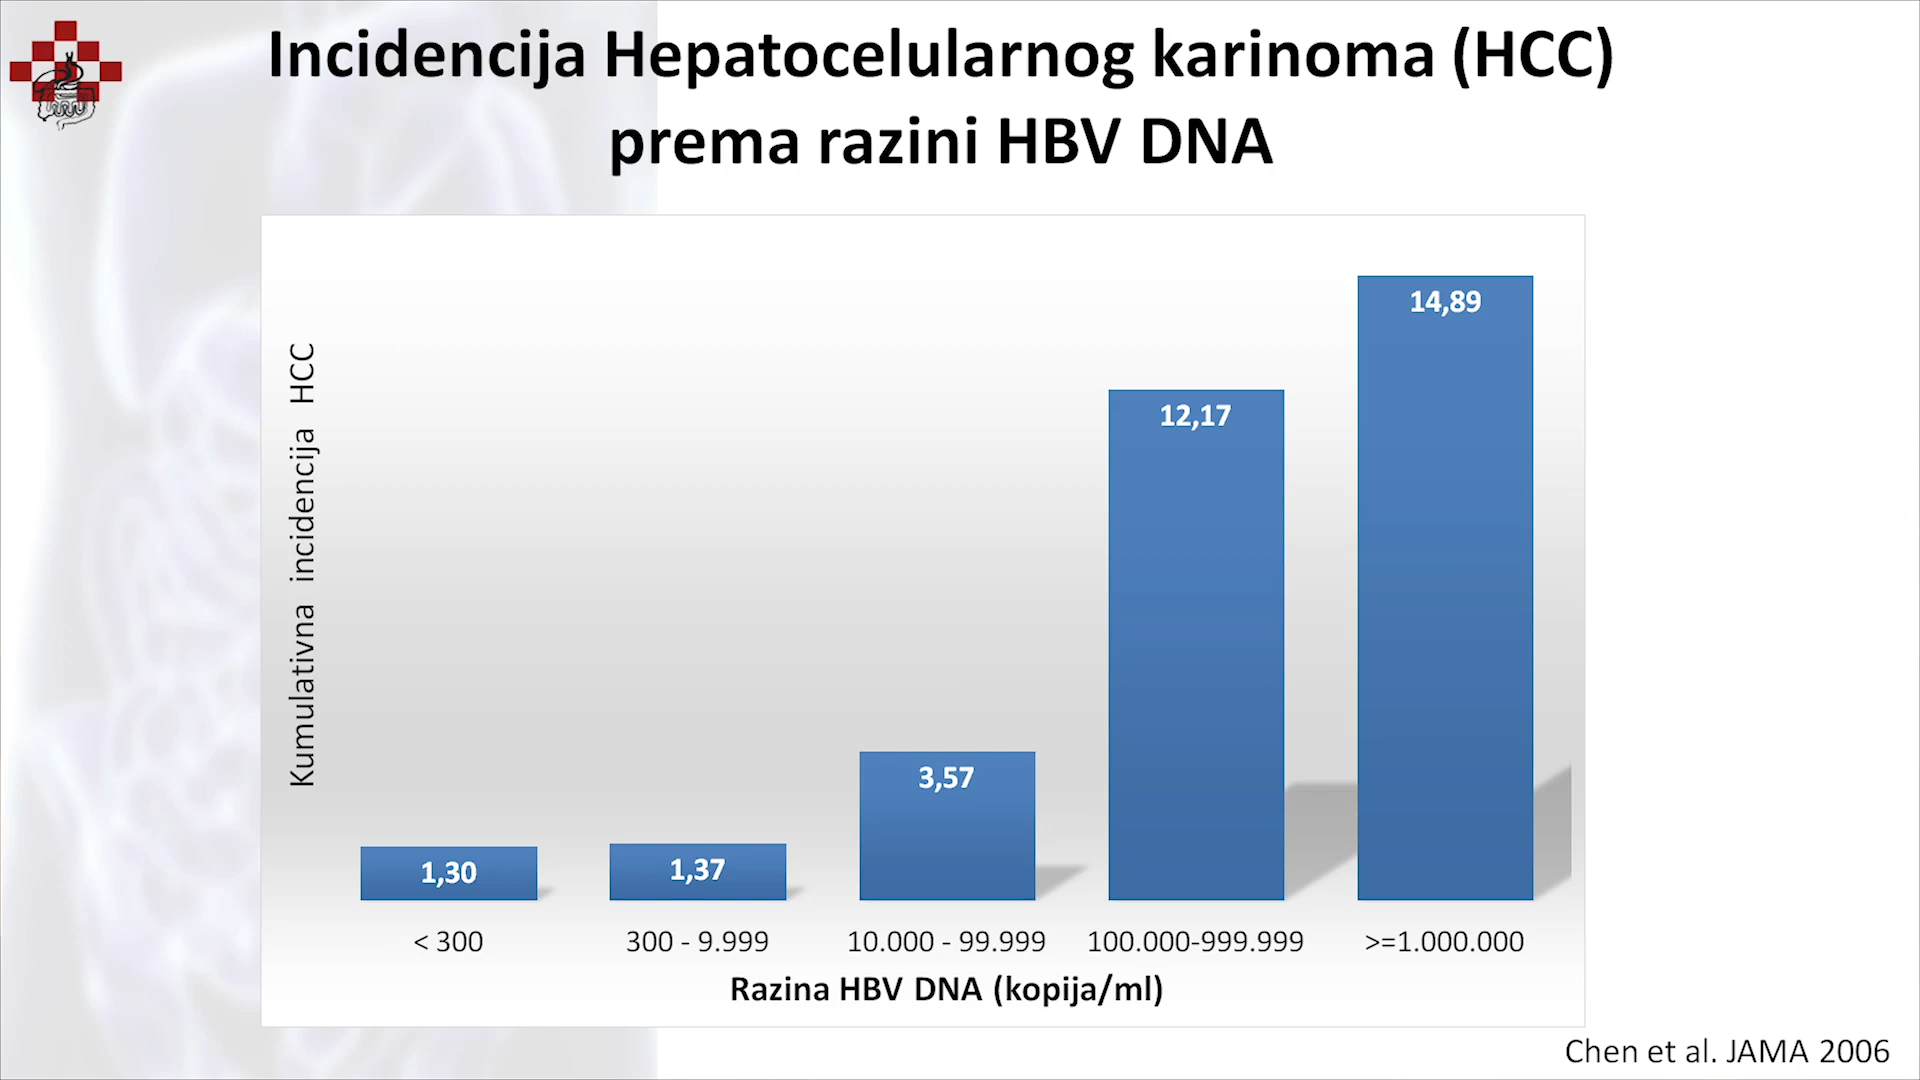 Incidencija Hepatocelularnog karinoma (HCC)
prema razini HBV DNA
Kumulativna incidencija HCC
14,89
12,17
3,57
1,30
1,37
< 300
300 - 9.999
10.000 - 99.999
100.000-999.999
>=1.000.000
Razina HBV DNA (kopija/ml)
Chen et al. JAMA 2006